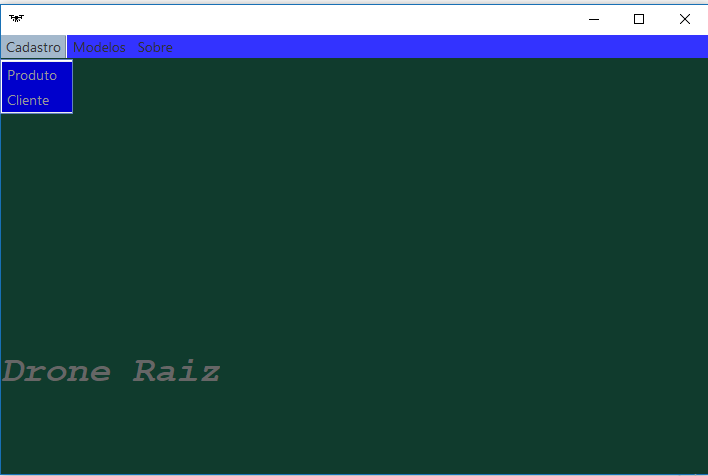 Cadastro Modelos Sobre
Produto
Cliente
Drone Raiz